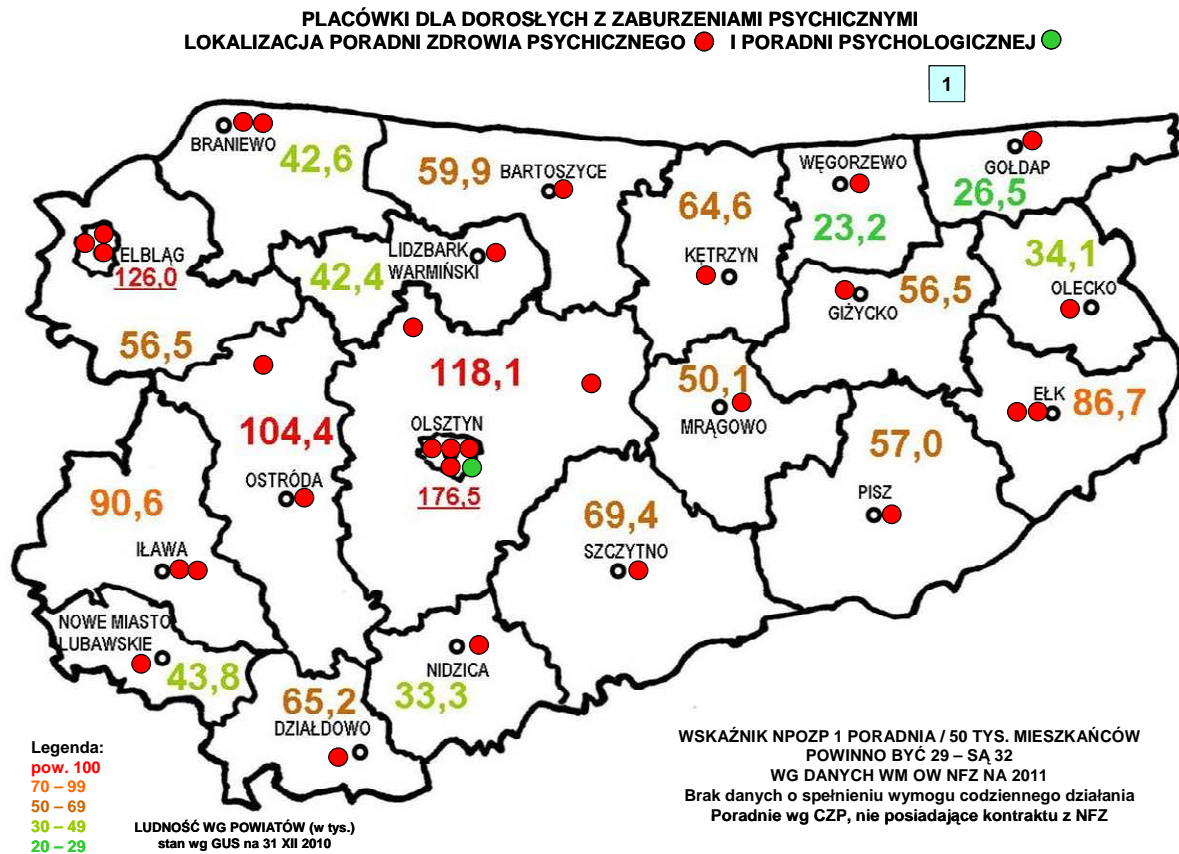 PLACÓWKI DLA DOROSŁYCH Z ZABURZENIAMI PSYCHICZNYMI
LOKALIZACJA PORADNI ZDROWIA PSYCHICZNEGO I PORADNI PSYCHOLOGICZNEJ
1
BRANIEWO
42,6
59,9
BARTOSZYCE
WĘGORZEWO
23,2
GOŁDAP
26,5
64,6
KĘTRZYN
ELBLĄG
126,0
56,5
42,4
LIDZBARK
WARMIŃSKI
56,5
GIŻYCKO
34,1
OLECKO
118,1
OLSZTYN
176,5
50,1
MRĄGOWO
EŁK
86,7
104,4
OSTRÓDA
57,0
PISZ
90,6
IŁAWA
69,4
SZCZYTNO
NOWE MIASTO
LUBAWSKIE
43,8
NIDZICA
33,3
65,2
DZIAŁDOWO
Legenda:
pow. 100
70 – 99
50 – 69
30 – 49
20 – 29
LUDNOŚĆ WG POWIATÓW (w tys.)
stan wg GUS na 31 XII 2010
WSKAŹNIK NPOZP 1 PORADNIA / 50 TYS. MIESZKAŃCÓW
POWINNO BYĆ 29 – SĄ 32
WG DANYCH WM OW NFZ NA 2011
Brak danych o spełnieniu wymogu codziennego działania
Poradnie wg CZP, nie posiadające kontraktu z NFZ